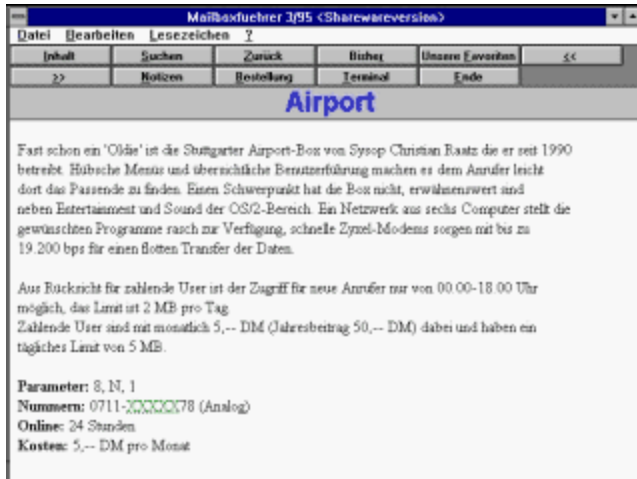 Mailboxfuehrer 3/95 <Sharewareversion>
Datei Bearbeiten Lesezeichen ?
Inhalt Suchen Zurück Bisher Unsere Favoriten <<
>> Notizen Bestellung Terminal Ende
Airport
Fast schon ein 'Oldie' ist die Stuttgarter Airport-Box von Sysop Christian Raatz die er seit 1990
betreibt. Hübsche Menüs und übersichtliche Benutzerführung machen es dem Anrufer leicht
dort das Passende zu finden. Einen Schwerpunkt hat die Box nicht, erwähnenswert sind
neben Entertainment und Sound der OS/2-Bereich. Ein Netzwerk aus sechs Computer stellt die
gewünschten Programme rasch zur Verfügung, schnelle Zyxel-Modems sorgen mit bis zu
19.200 bps für einen flotten Transfer der Daten.
Aus Rücksicht für zahlende User ist der Zugriff für neue Anrufer nur von 00.00-18.00 Uhr
möglich, das Limit ist 2 MB pro Tag.
Zahlende User sind mit monatlich 5,-- DM (Jahresbeitrag 50,-- DM) dabei und haben ein
tägliches Limit von 5 MB.
Parameter: 8, N, 1
Nummern: 0711-XXXXX78 (Analog)
Online: 24 Stunden
Kosten: 5,-- DM pro Monat